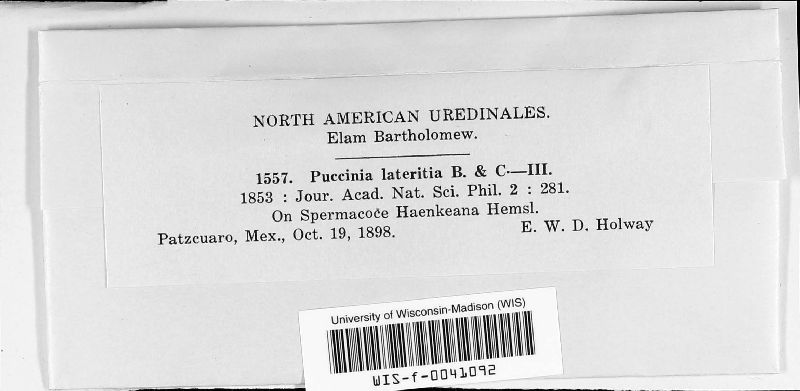 NORTH AMERICAN UREDINALES.
Elam Bartholomew.
1557. Puccinia lateritia B. & C.—III.
1853 : Jour. Acad. Nat. Sci. Phil. 2 : 281.
On Spermacoče Haenkeana Hemsl.
Patzcuaro, Mex., Oct. 19, 1898. E. W. D. Holway
University of Wisconsin-Madison (WIS)
WIS-f-0041092